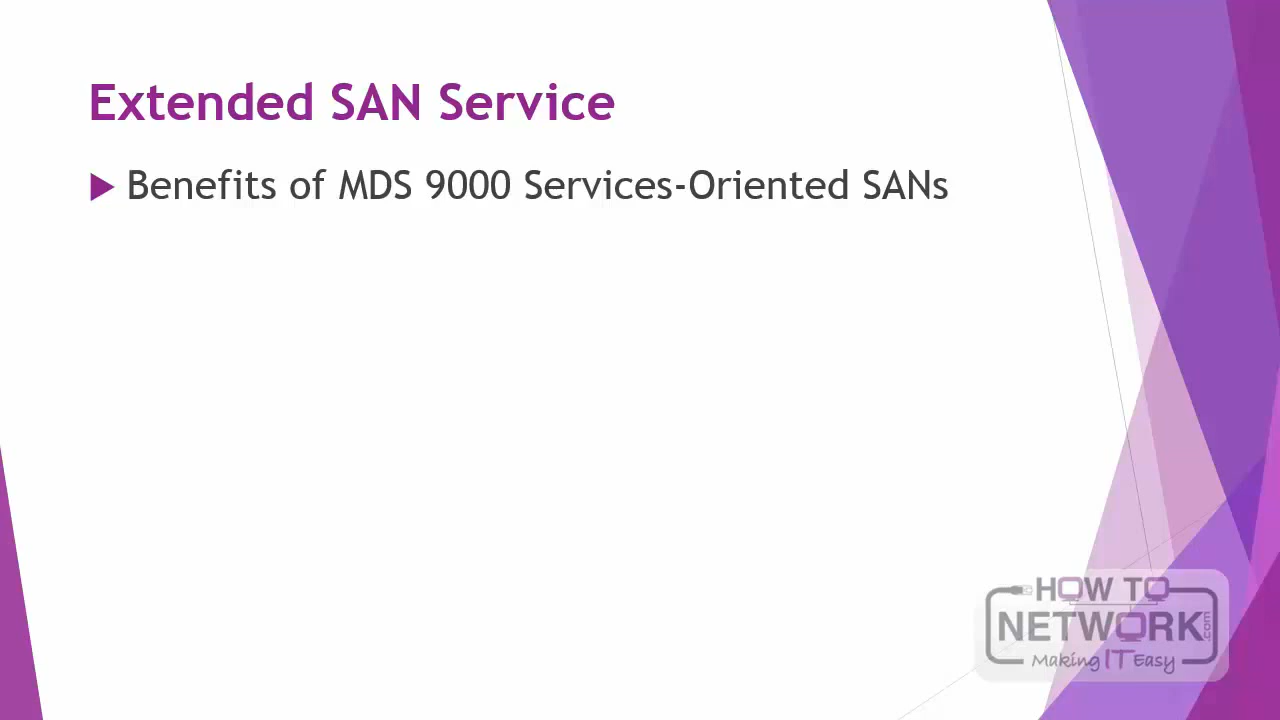 Extended SAN Service
Benefits of MDS 9000 Services-Oriented SANs
HOW TO
NETWORK.com
Making IT Easy